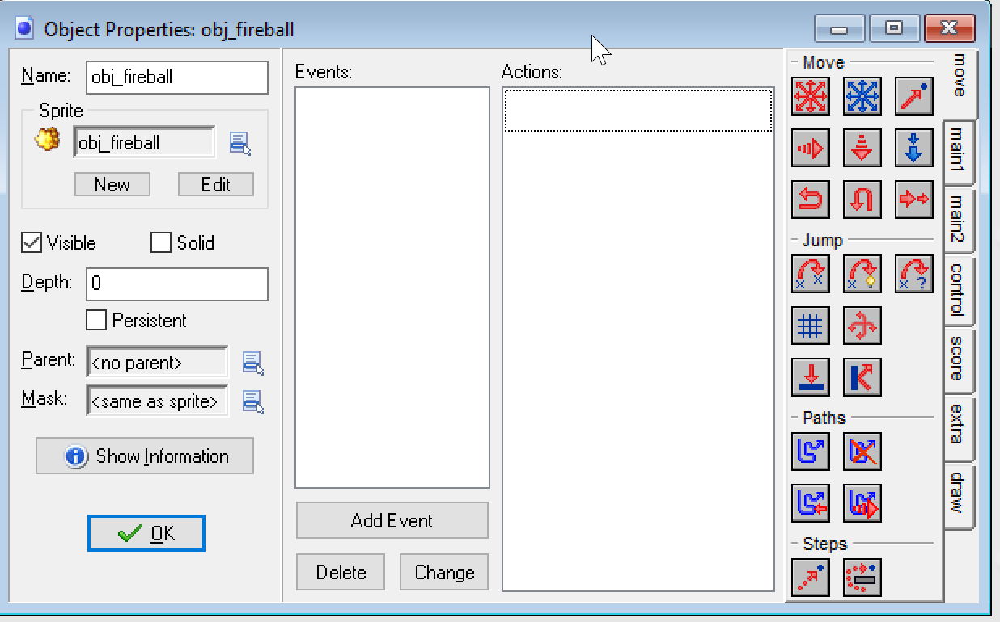 Object Properties: obj_fireball
Name:
obj_fireball
Sprite
obj_fireball
New
Edit
Visible
Solid
Depth:
0
Persistent
Parent:
<no parent>
Mask:
<same as sprite>
Show Information
OK
Events:
Add Event
Delete
Change
Actions:
Move
Jump
Paths
Steps
move
main1
main2
control
score
extra
draw